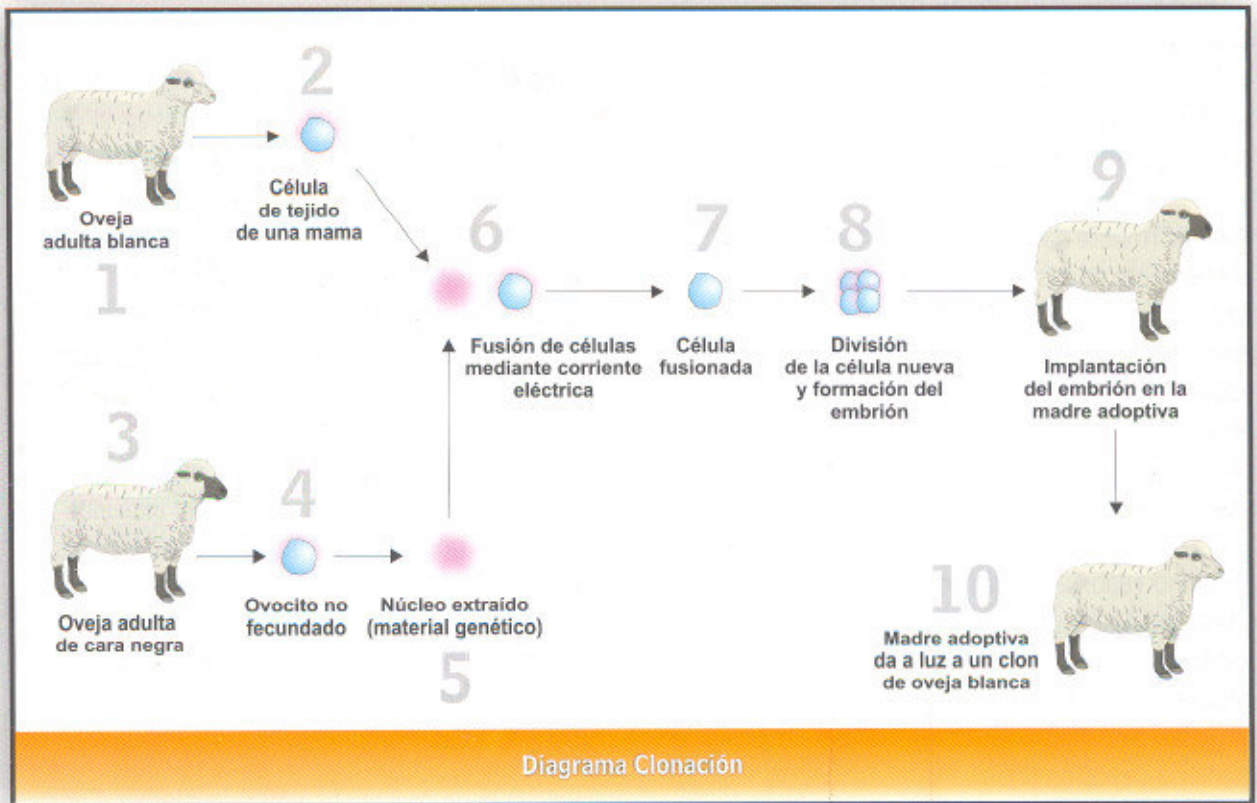 1
Oveja
adulta blanca
2
Célula
de tejido
de una mama
3
Oveja adulta
de cara negra
4
Ovocito no
fecundado
5
Núcleo extraído
(material genético)
6
Fusión de células
mediante corriente
eléctrica
7
Célula
fusionada
8
División
de la célula nueva
y formación del
embrión
9
Implantación
del embrión en la
madre adoptiva
10
Madre adoptiva
da a luz a un clon
de oveja blanca
Diagrama Clonación